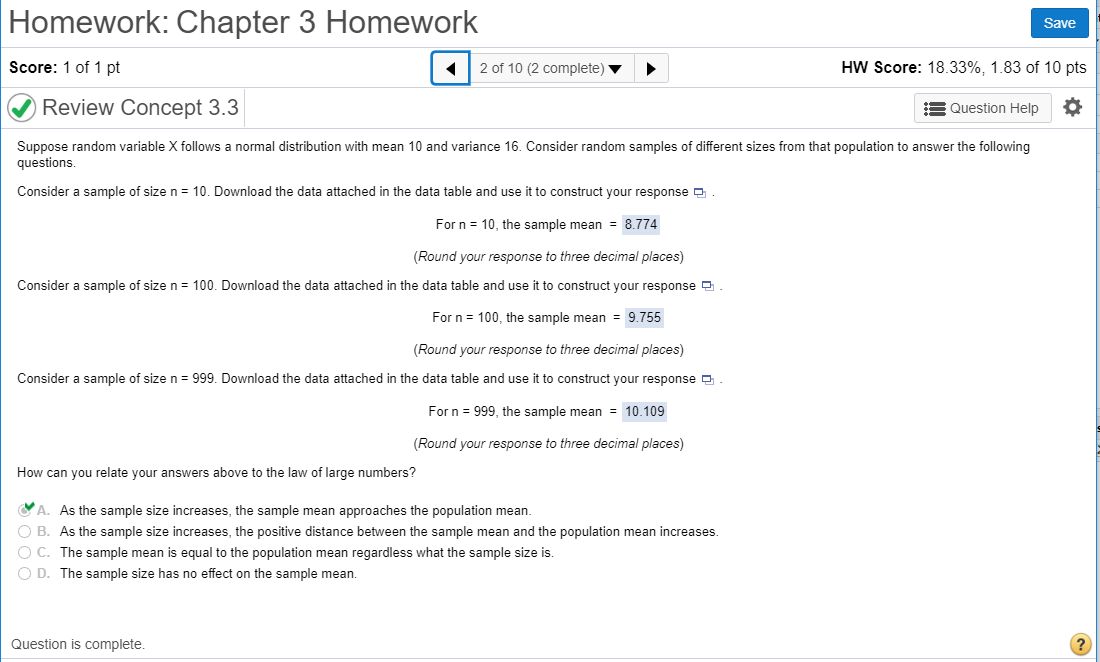 Homework: Chapter 3 Homework
Save
Score: 1 of 1 pt
2 of 10 (2 complete)
HW Score: 18.33%, 1.83 of 10 pts
Review Concept 3.3
Question Help
Suppose random variable X follows a normal distribution with mean 10 and variance 16. Consider random samples of different sizes from that population to answer the following
questions.
Consider a sample of size n = 10. Download the data attached in the data table and use it to construct your response .
For n = 10, the sample mean = 8.774
(Round your response to three decimal places)
Consider a sample of size n = 100. Download the data attached in the data table and use it to construct your response .
For n = 100, the sample mean = 9.755
(Round your response to three decimal places)
Consider a sample of size n = 999. Download the data attached in the data table and use it to construct your response .
For n = 999, the sample mean = 10.109
(Round your response to three decimal places)
How can you relate your answers above to the law of large numbers?
A. As the sample size increases, the sample mean approaches the population mean.
B. As the sample size increases, the positive distance between the sample mean and the population mean increases.
C. The sample mean is equal to the population mean regardless what the sample size is.
D. The sample size has no effect on the sample mean.
Question is complete.
?